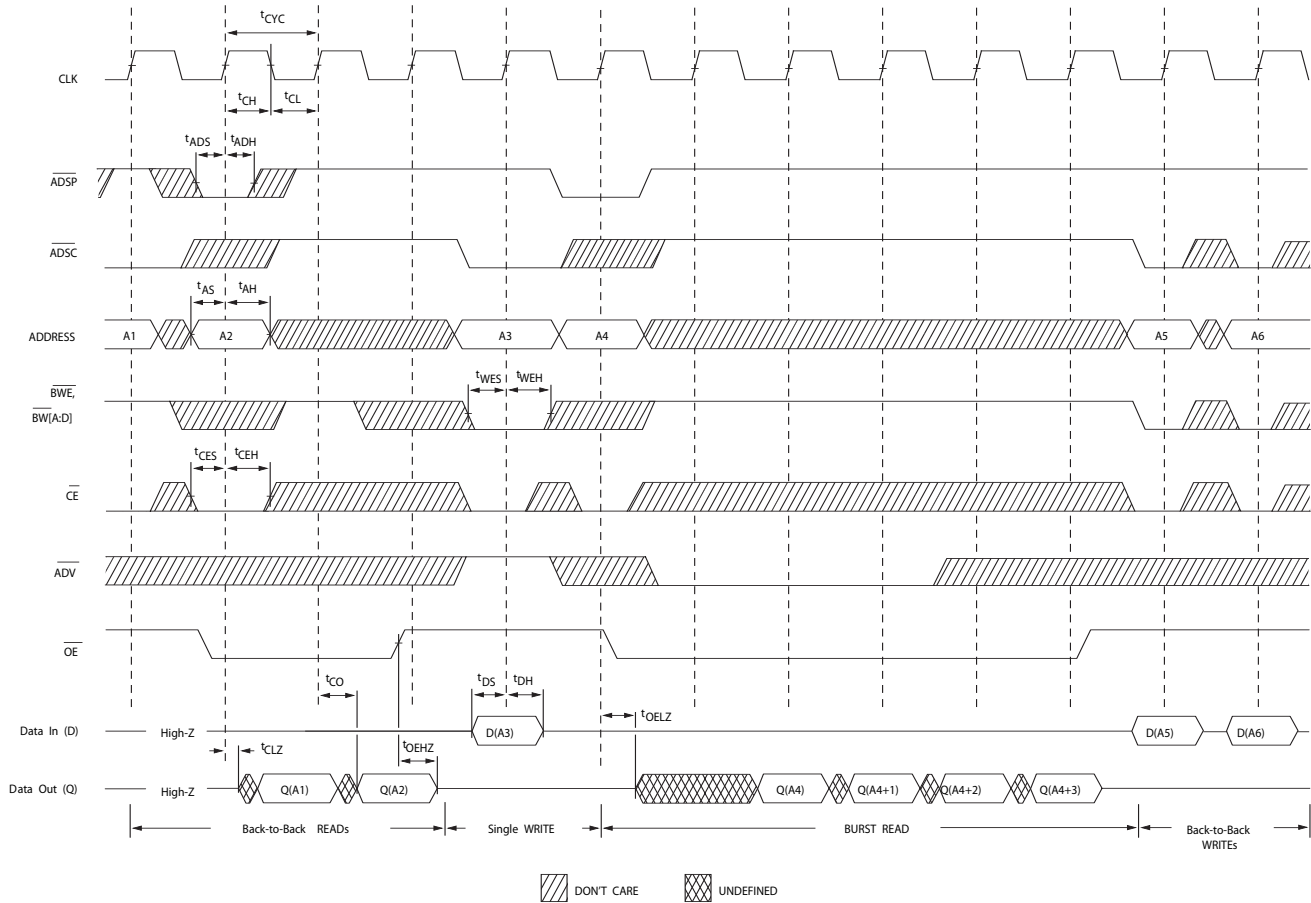 tCYC
CLK
tCH tCL
tADS tADH
ADSP
ADSC
tAS tAH
ADDRESS A1 A2 A3 A4 A5 A6
BWE,
tWES tWEH
BW[A:D]
tCES tCEH
CE
ADV
OE
tCO tDS tDH
tOELZ
Data In (D) High-Z D(A3) D(A5) D(A6)
tCLZ tOEHZ
Data Out (Q) High-Z Q(A1) Q(A2) Q(A4) Q(A4+1) Q(A4+2) Q(A4+3)
Back-to-Back READs Single WRITE BURST READ Back-to-Back
WRITEs
DON'T CARE UNDEFINED